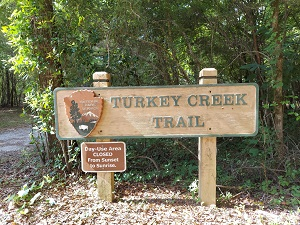 TURKEY CREEK
TRAIL
Day-Use Area
CLOSED
From Sunset
to Sunrise.